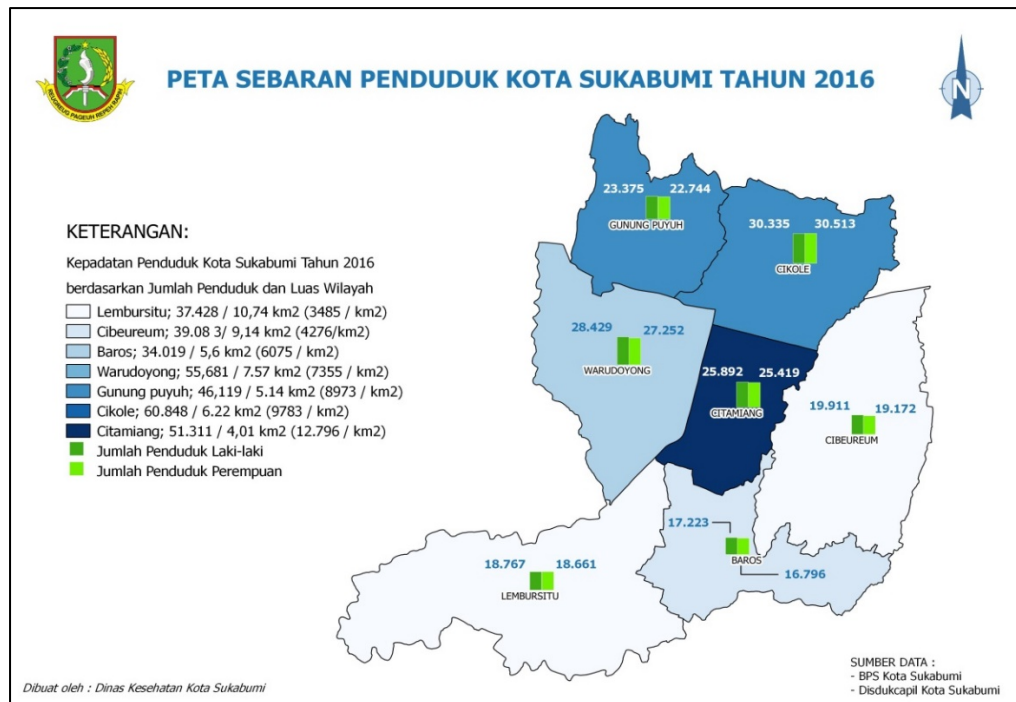 PETA SEBARAN PENDUDUK KOTA SUKABUMI TAHUN 2016
N
23.375 22.744
GUNUNG PUYUH
30.335 30.513
CIKOLE
KETERANGAN:
Kepadatan Penduduk Kota Sukabumi Tahun 2016
berdasarkan Jumlah Penduduk dan Luas Wilayah
Lembursitu; 37.428 / 10,74 km2 (3485 / km2)
Cibeureum; 39.08 3/ 9,14 km2 (4276/km2)
Baros; 34.019 / 5,6 km2 (6075 / km2)
Warudoyong; 55,681 / 7.57 km2 (7355 / km2)
Gunung puyuh; 46,119 / 5.14 km2 (8973 / km2)
Cikole; 60.848 / 6.22 km2 (9783 / km2)
Citamiang; 51.311 / 4,01 km2 (12.796 / km2)
Jumlah Penduduk Laki-laki
Jumlah Penduduk Perempuan
28.429 27.252
WARUDOYONG
25.892 25.419
CITAMIANG
19.911 19.172
CIBEUREUM
17.223
BAROS
16.796
18.767 18.661
LEMBURSITU
SUMBER DATA :
- BPS Kota Sukabumi
- Disdukcapil Kota Sukabumi
Dibuat oleh : Dinas Kesehatan Kota Sukabumi